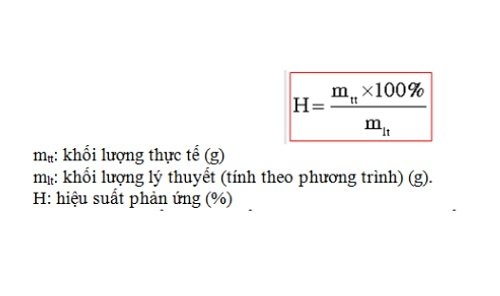 H = m_tt ×100% / m_lt
m_tt: khối lượng thực tế (g)
m_lt: khối lượng lý thuyết (tính theo phương trình) (g).
H: hiệu suất phản ứng (%)